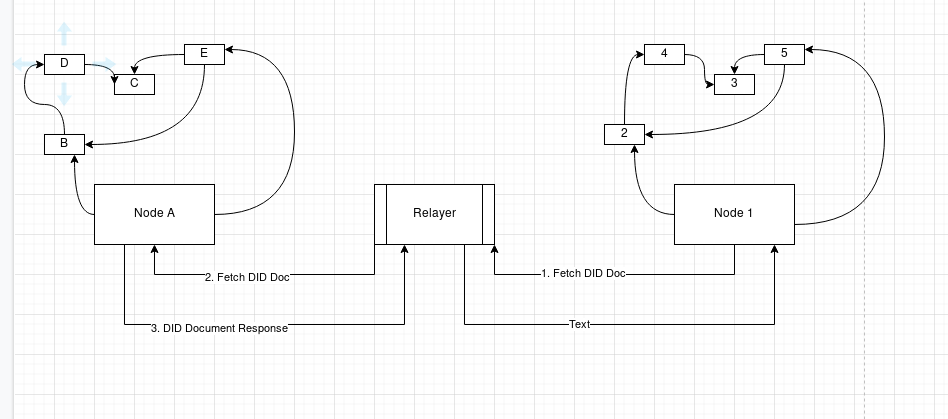 D
E
C
B
4
5
3
2
Node A
Relayer
Node 1
2. Fetch DID Doc
1. Fetch DID Doc
3. DID Document Response
Text